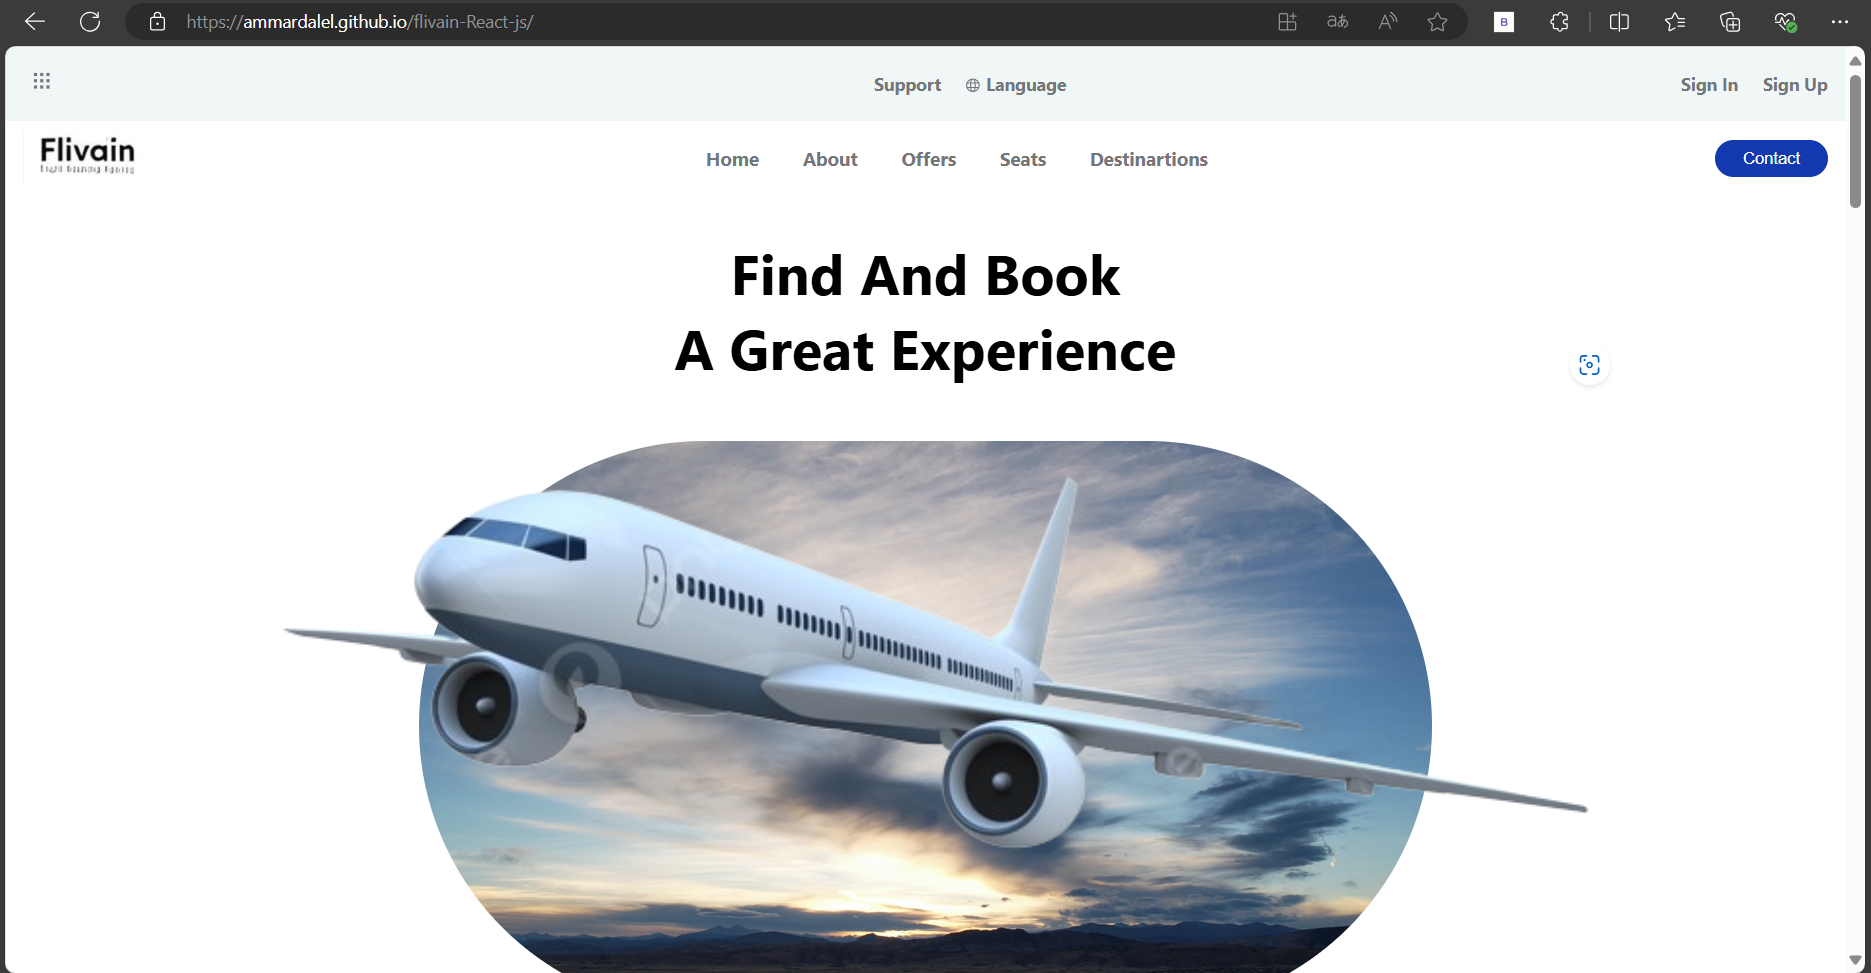 https://ammardalel.github.io/flivain-React-js/
Support Language Sign In Sign Up
Flivain
Home About Offers Seats Destinartions Contact
Find And Book
A Great Experience